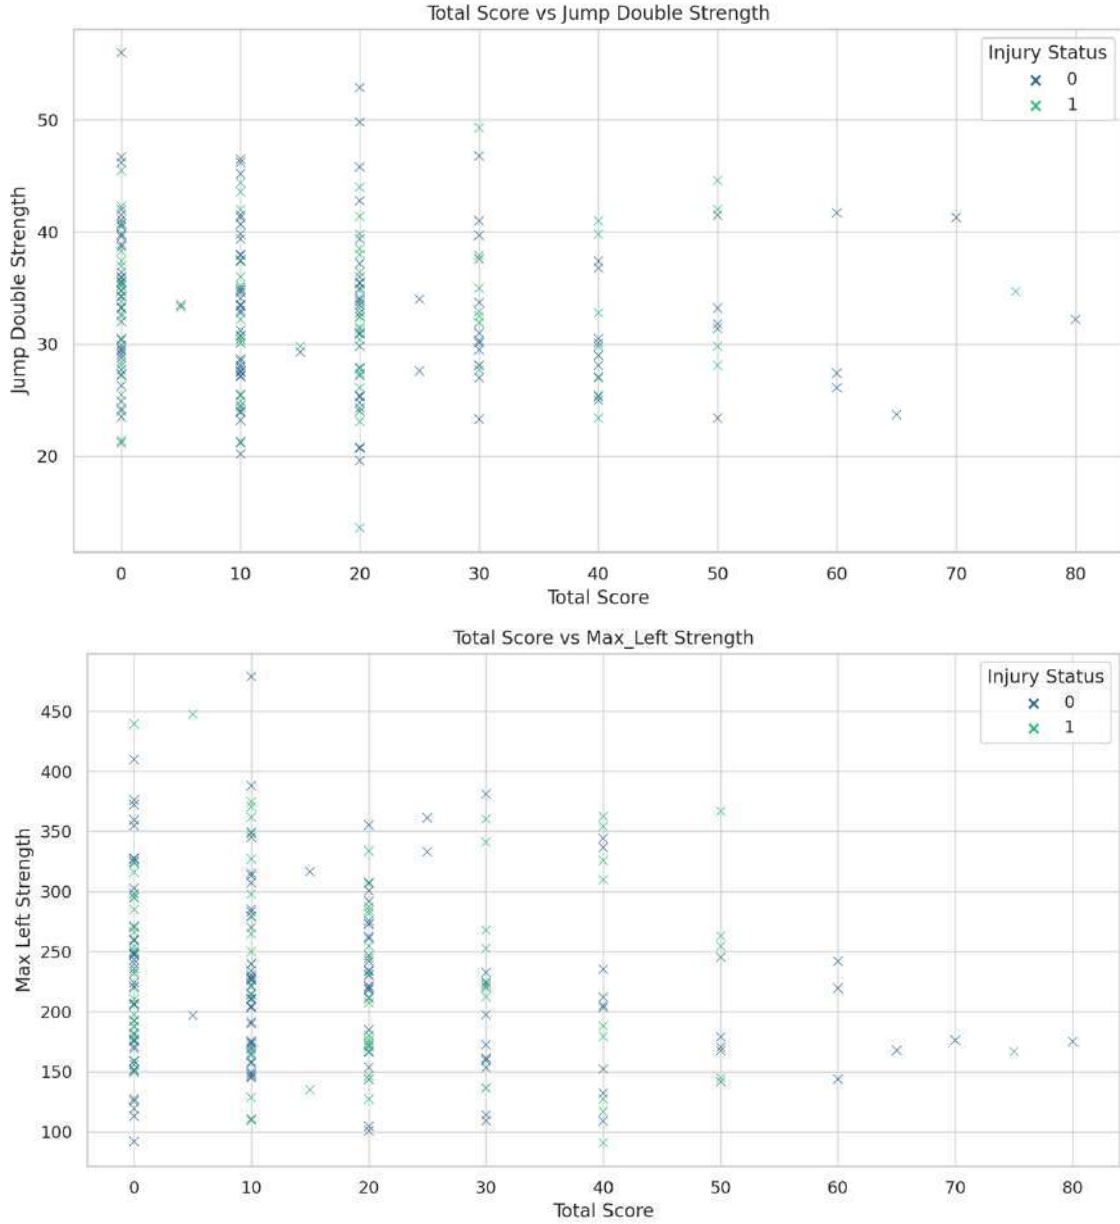 Total Score vs Jump Double Strength
Injury Status
0
1
50
40
30
20
Jump Double Strength
0 10 20 30 40 50 60 70 80
Total Score
Total Score vs Max_Left Strength
Injury Status
0
1
450
400
350
300
250
200
150
100
Max Left Strength
0 10 20 30 40 50 60 70 80
Total Score